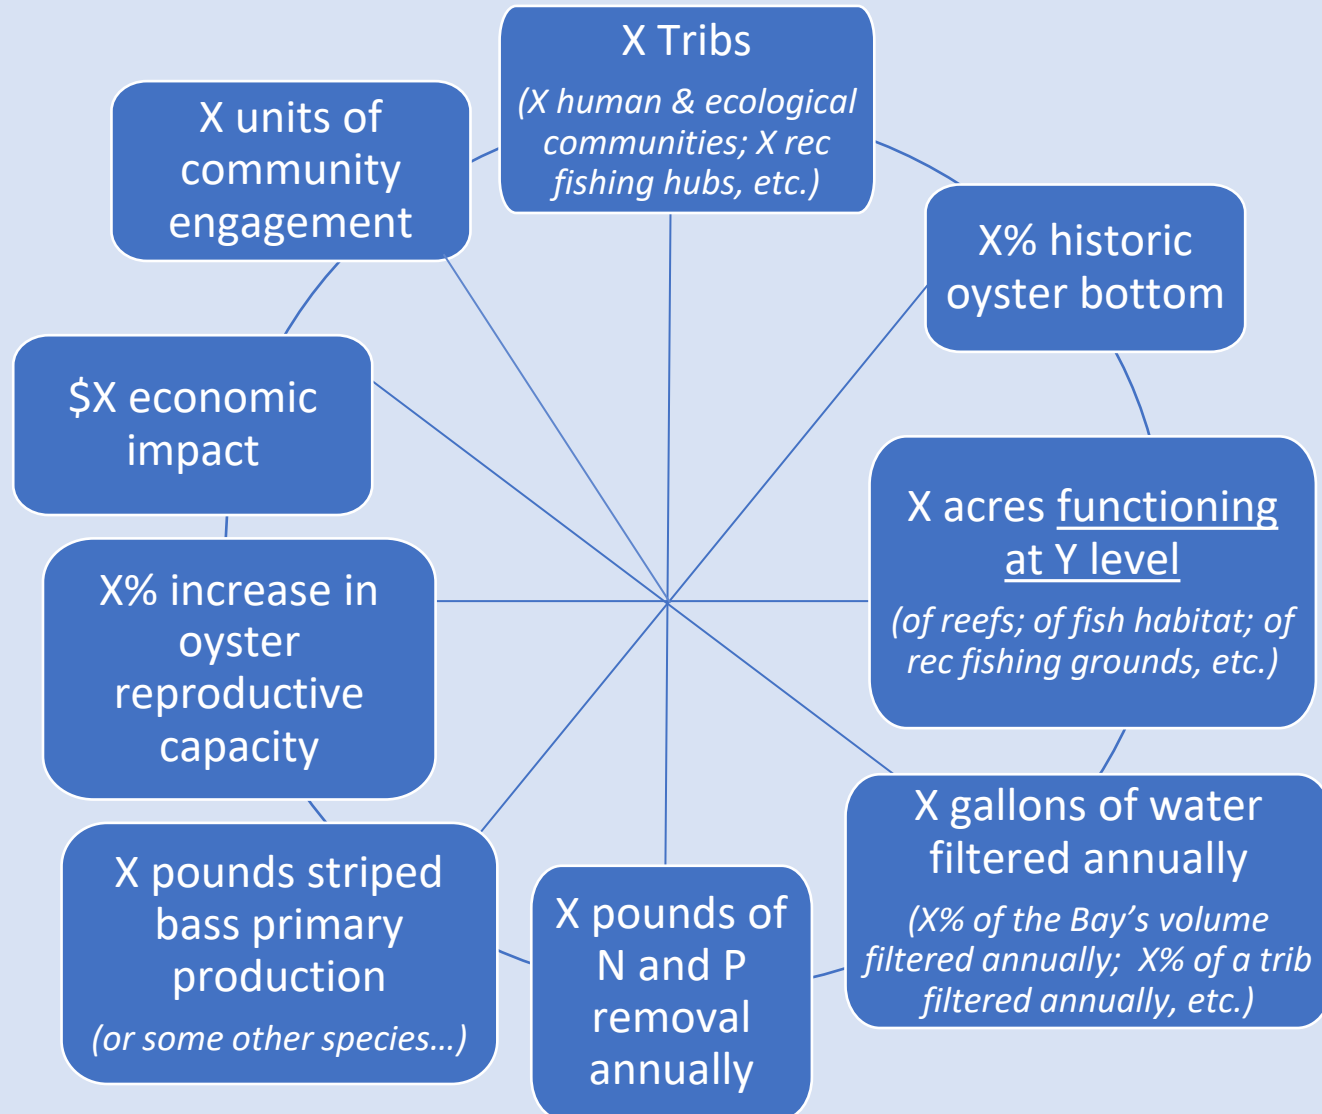 X Tribs
(X human & ecological
communities; X rec
fishing hubs, etc.)
X% historic
oyster bottom
X acres functioning
at Y level
(of reefs; of fish habitat; of
rec fishing grounds, etc.)
X gallons of water
filtered annually
(X% of the Bay’s volume
filtered annually;  X% of a trib
filtered annually, etc.)
X pounds of
N and P
removal
annually
X pounds striped
bass primary
production
(or some other species…)
X% increase in
oyster
reproductive
capacity
$X economic
impact
X units of
community
engagement